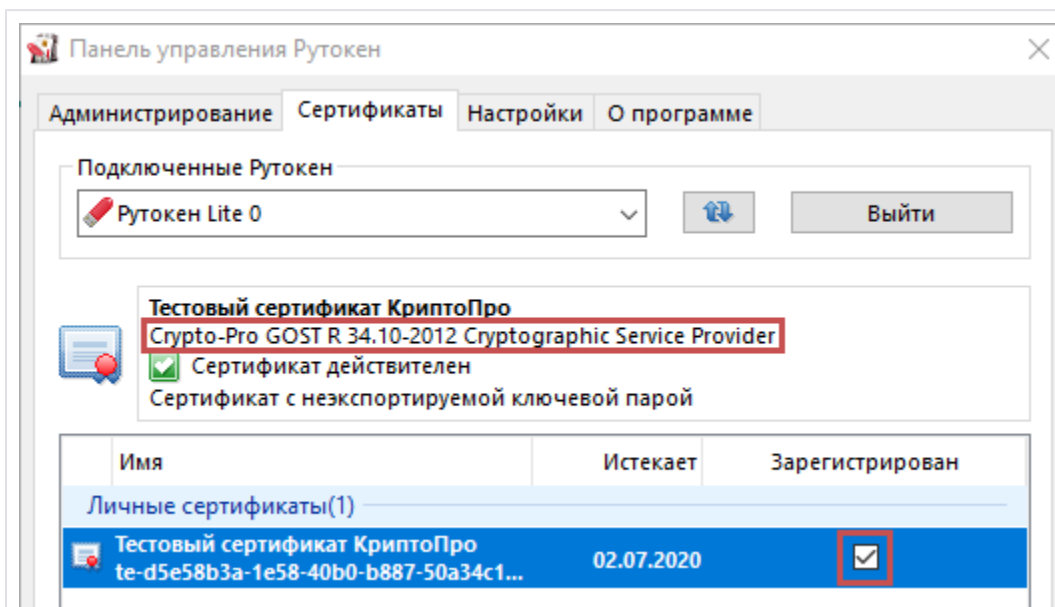 Панель управления Рутокен
Администрирование Сертификаты Настройки О программе
Подключенные Рутокен
Рутокен Lite 0 Выйти
Тестовый сертификат КриптоПро
Crypto-Pro GOST R 34.10-2012 Cryptographic Service Provider
Сертификат действителен
Сертификат с неэкспортируемой ключевой парой
Имя Истекает Зарегистрирован
Личные сертификаты(1)
Тестовый сертификат КриптоПро
te-d5e58b3a-1e58-40b0-b887-50a34c1... 02.07.2020